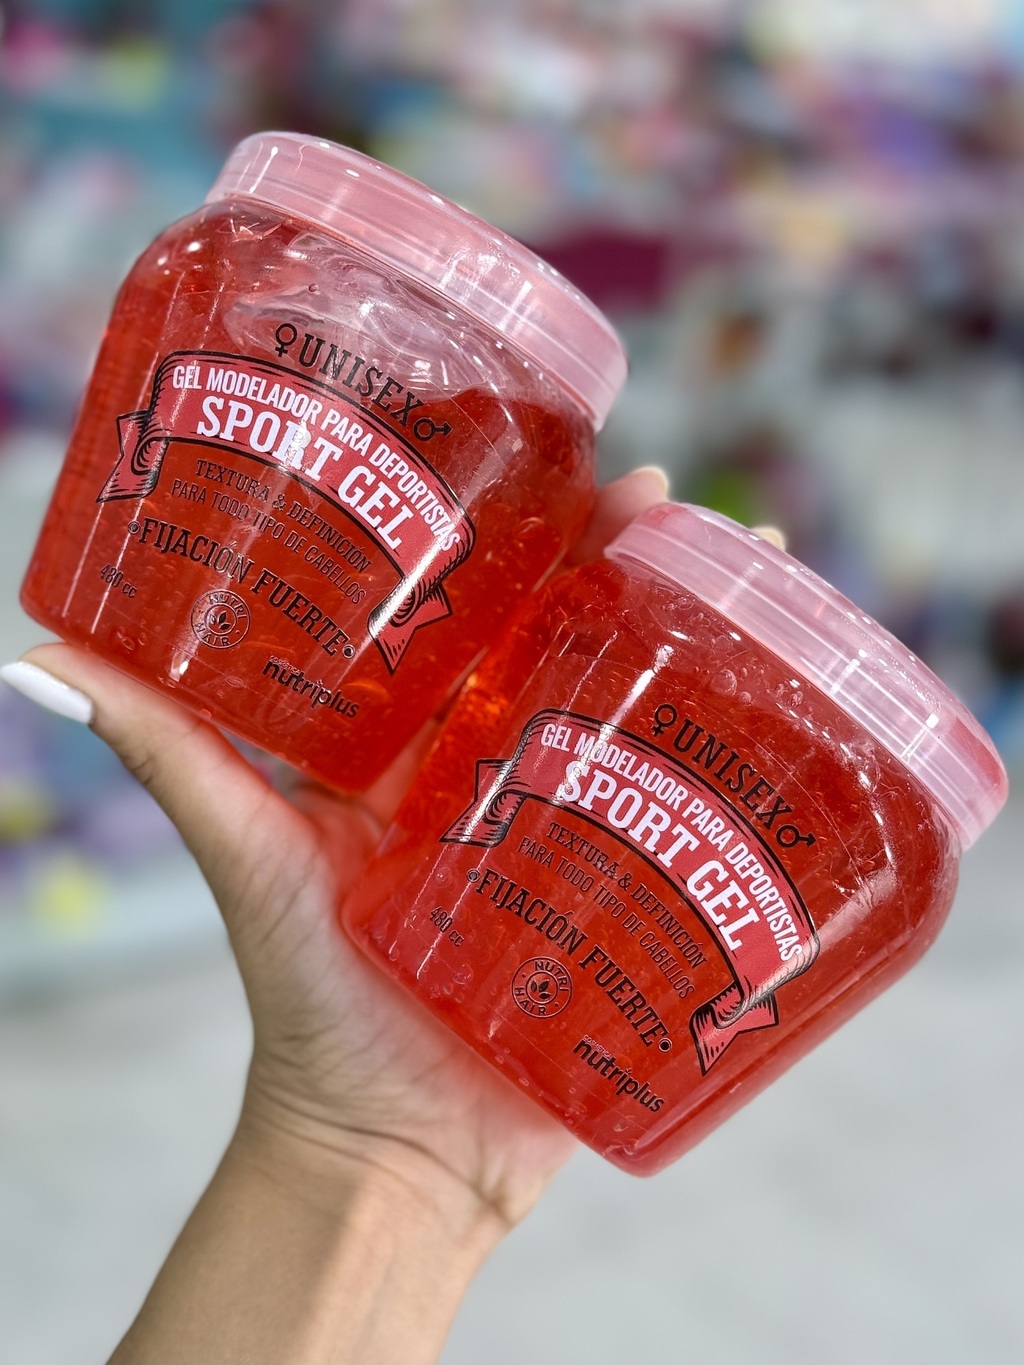 ♀UNISEX♂
GEL MODELADOR PARA DEPORTISTAS
SPORT GEL
TEXTURA & DEFINICIÓN
PARA TODO TIPO DE CABELLOS
FIJACIÓN FUERTE
480 cc
NUTRI
HAIR
nutriplus
♀UNISEX♂
GEL MODELADOR PARA DEPORTISTAS
SPORT GEL
TEXTURA & DEFINICIÓN
PARA TODO TIPO DE CABELLOS
FIJACIÓN FUERTE
480 cc
NUTRI
HAIR
nutriplus